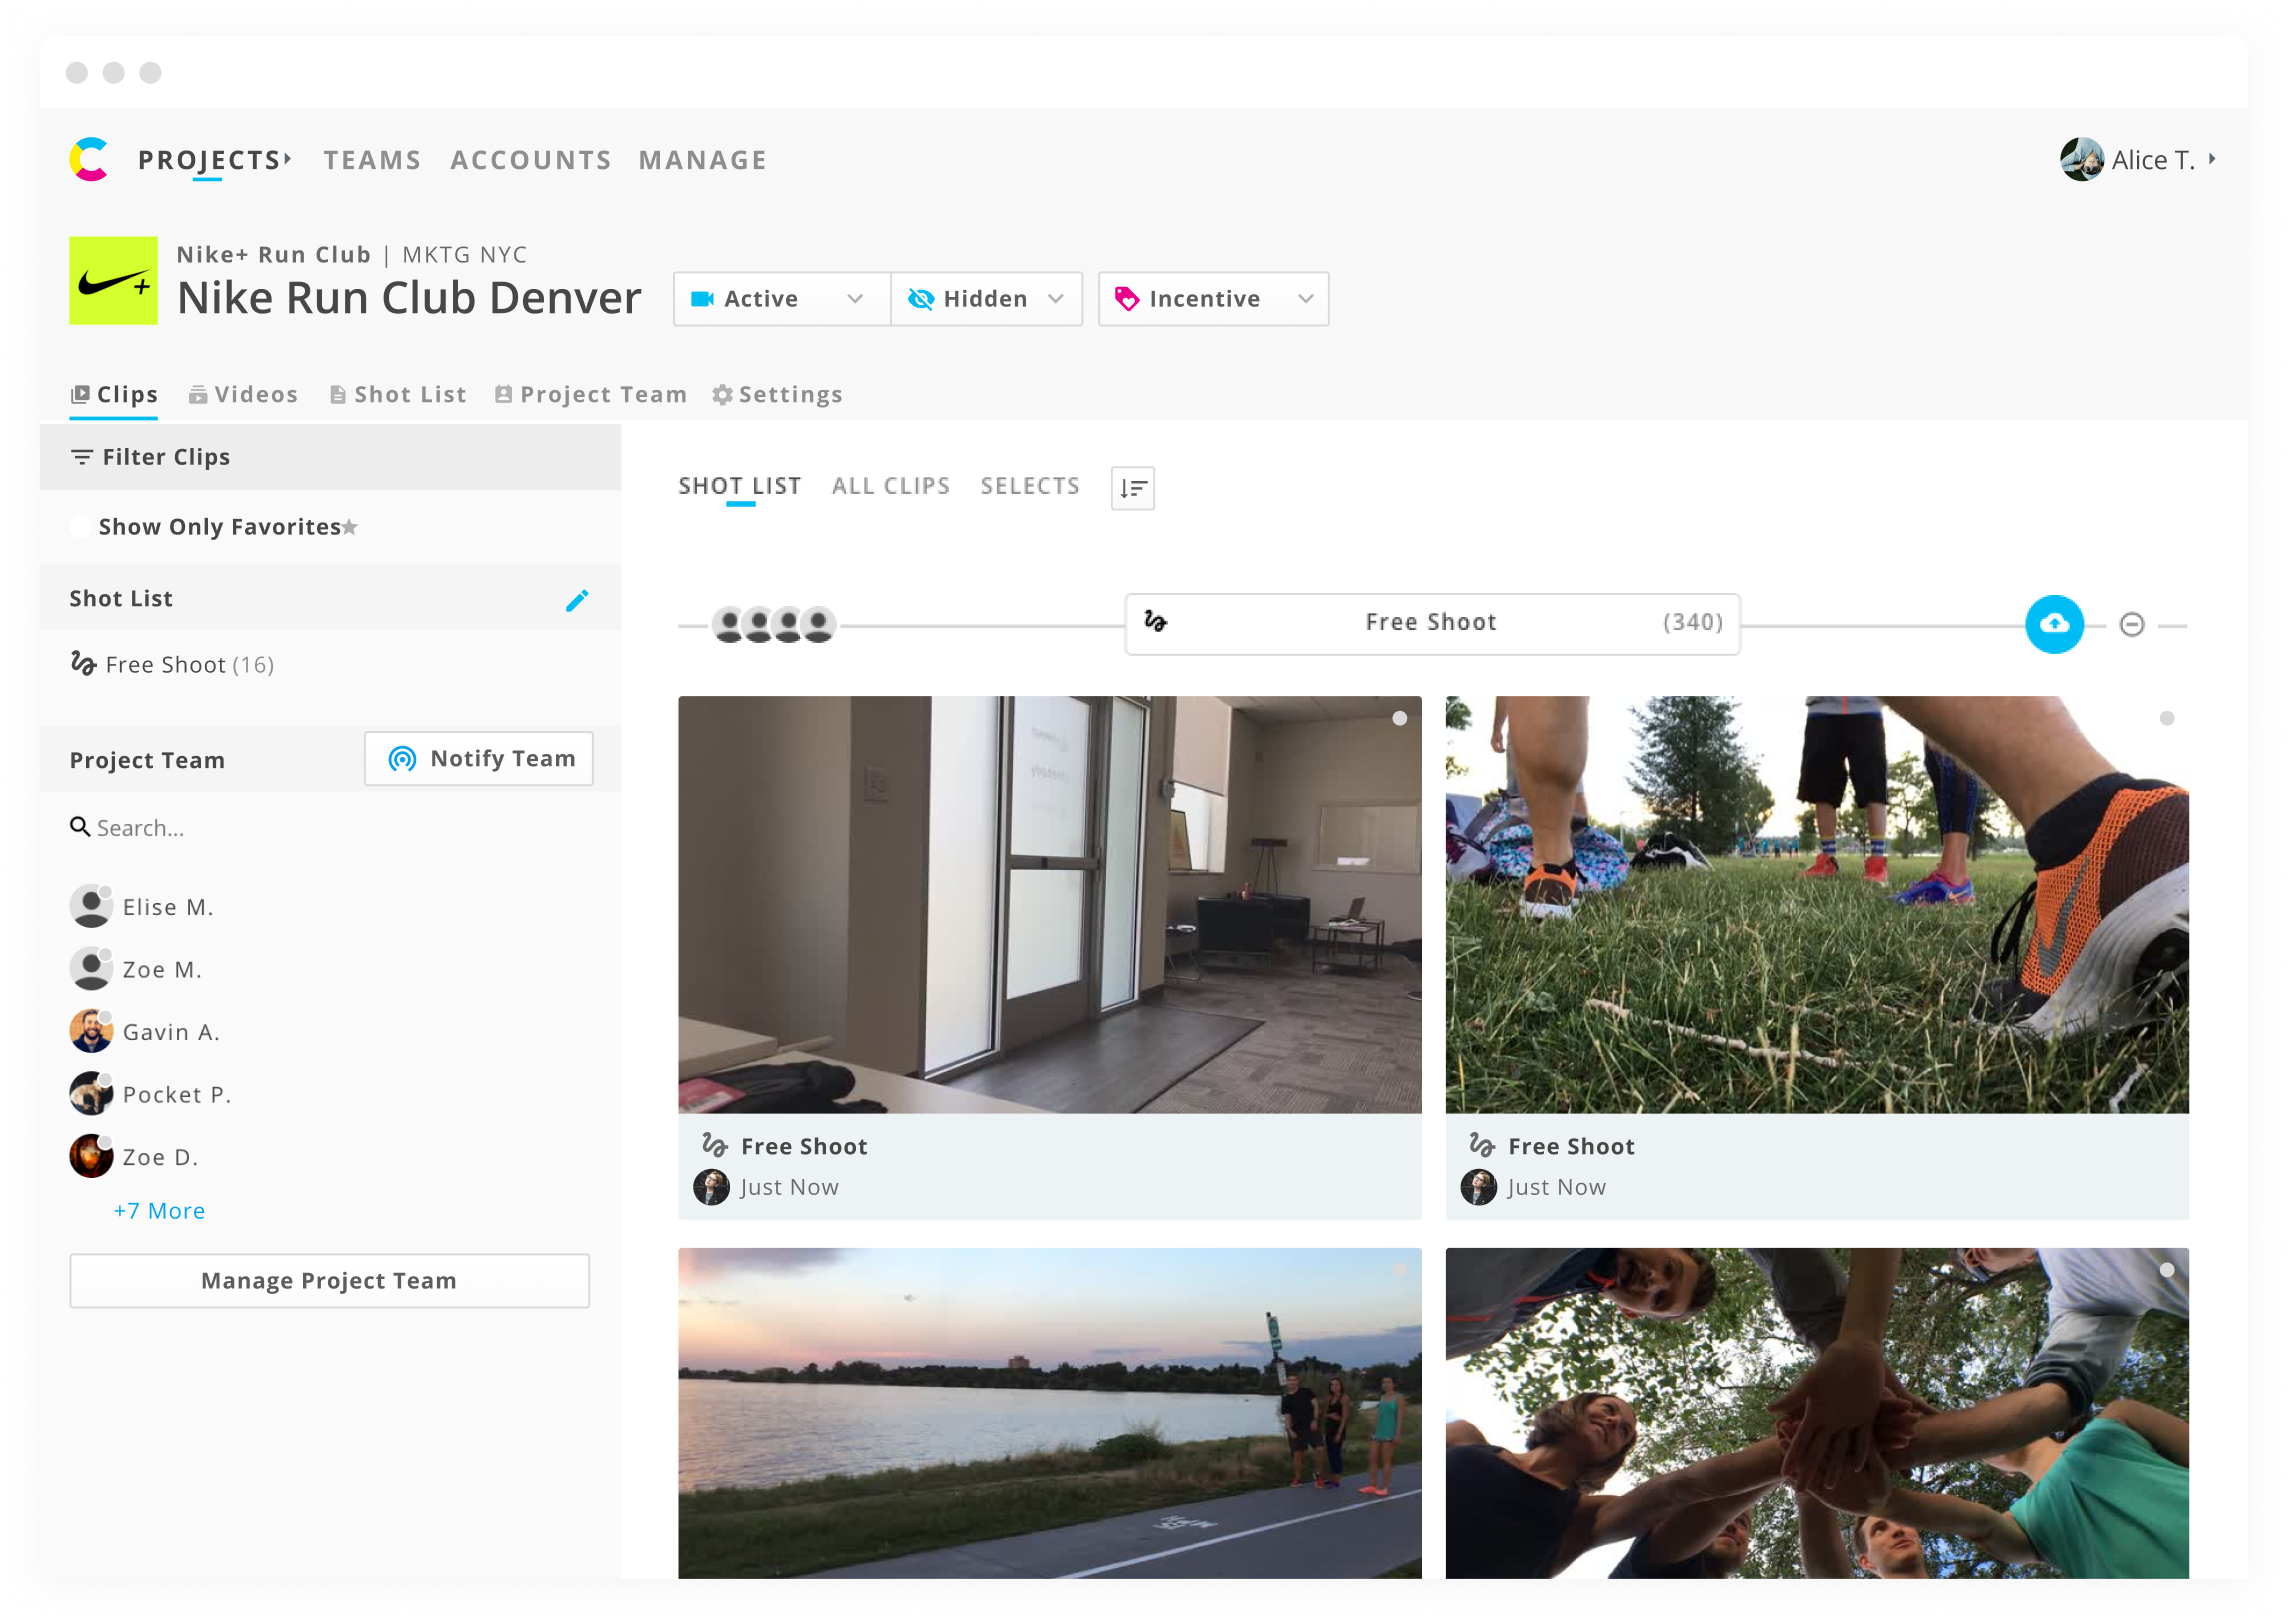 PROJECTS TEAMS ACCOUNTS MANAGE
Alice T.
Nike+ Run Club | MKTG NYC
Nike Run Club Denver
Active
Hidden
Incentive
Clips Videos Shot List Project Team Settings
Filter Clips
Show Only Favorites
Shot List
Free Shoot (16)
Project Team
Notify Team
Search...
Elise M.
Zoe M.
Gavin A.
Pocket P.
Zoe D.
+7 More
Manage Project Team
SHOT LIST ALL CLIPS SELECTS
Free Shoot (340)
Free Shoot
Just Now
Free Shoot
Just Now